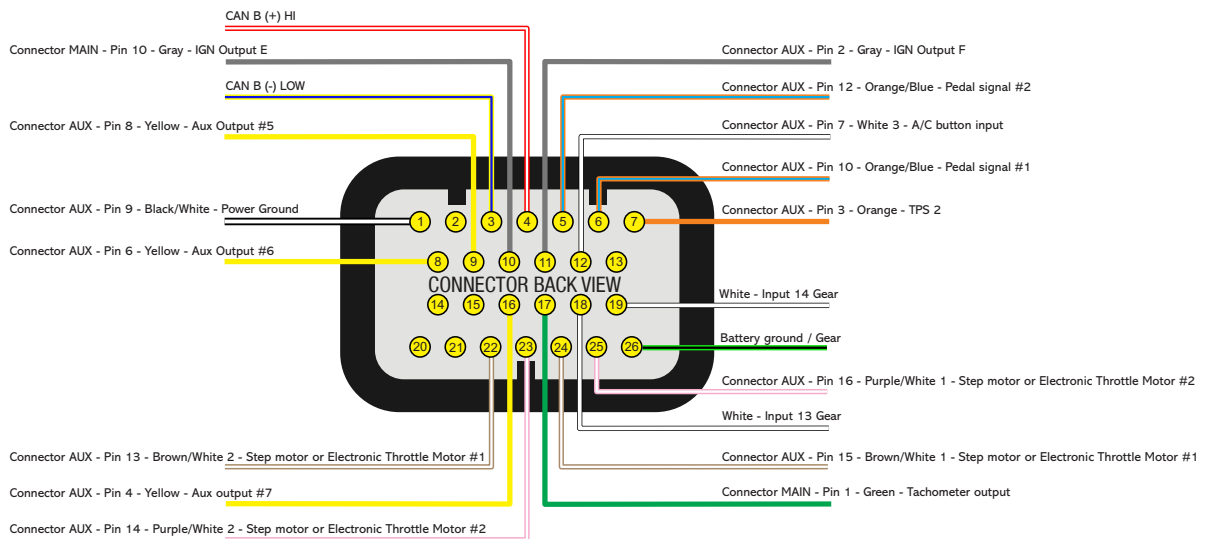 CAN B (+) HI
Connector MAIN - Pin 10 - Gray - IGN Output E
Connector AUX - Pin 2 - Gray - IGN Output F
CAN B (-) LOW
Connector AUX - Pin 12 - Orange/Blue - Pedal signal #2
Connector AUX - Pin 8 - Yellow - Aux Output #5
Connector AUX - Pin 7 - White 3 - A/C button input
Connector AUX - Pin 10 - Orange/Blue - Pedal signal #1
Connector AUX - Pin 9 - Black/White - Power Ground
Connector AUX - Pin 3 - Orange - TPS 2
1 2 3 4 5 6 7
Connector AUX - Pin 6 - Yellow - Aux Output #6
8 9 10 11 12 13
CONNECTOR BACK VIEW
White - Input 14 Gear
14 15 16 17 18 19
Battery ground / Gear
20 21 22 23 24 25 26
Connector AUX - Pin 16 - Purple/White 1 - Step motor or Electronic Throttle Motor #2
White - Input 13 Gear
Connector AUX - Pin 13 - Brown/White 2 - Step motor or Electronic Throttle Motor #1
Connector AUX - Pin 15 - Brown/White 1 - Step motor or Electronic Throttle Motor #1
Connector AUX - Pin 4 - Yellow - Aux output #7
Connector MAIN - Pin 1 - Green - Tachometer output
Connector AUX - Pin 14 - Purple/White 2 - Step motor or Electronic Throttle Motor #2